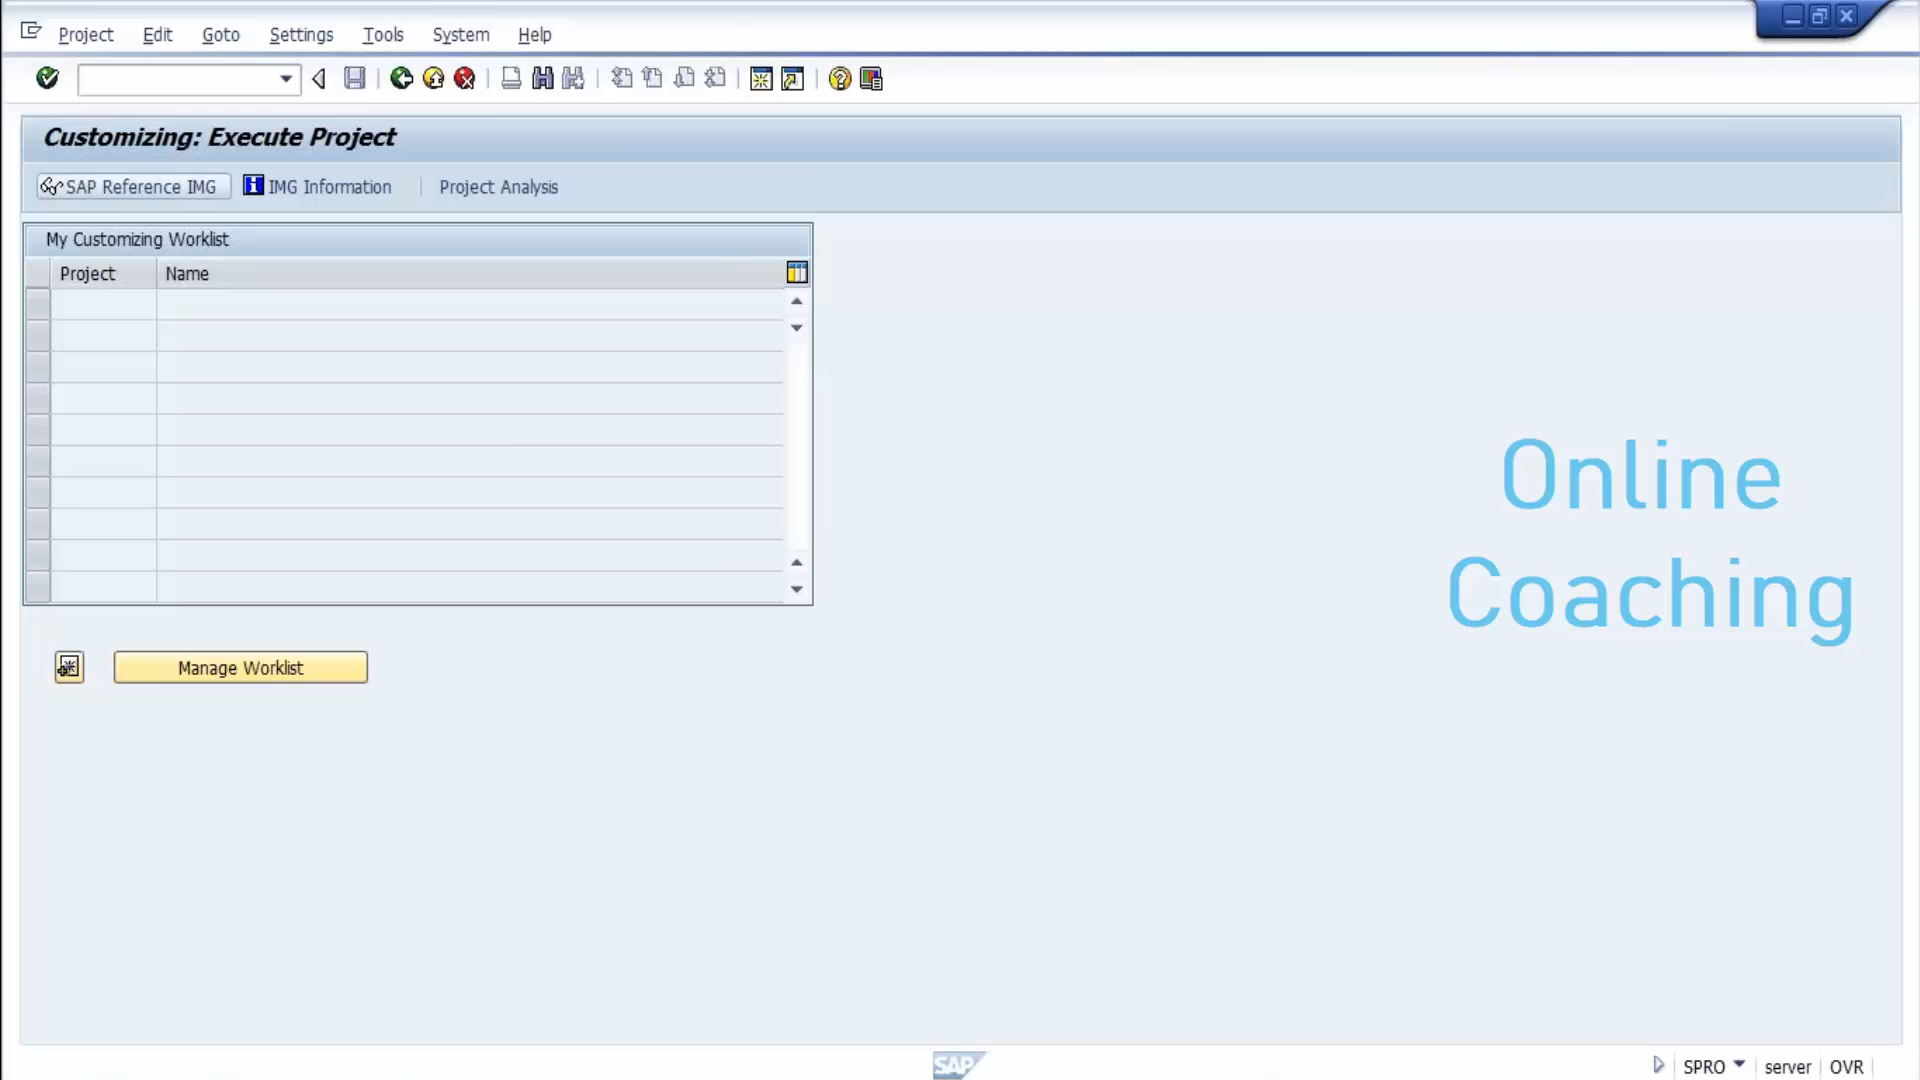 Project Edit Goto Settings Tools System Help
Customizing: Execute Project
SAP Reference IMG IMG Information Project Analysis
My Customizing Worklist
Project Name
Online
Coaching
Manage Worklist
SAP SPRO server OVR